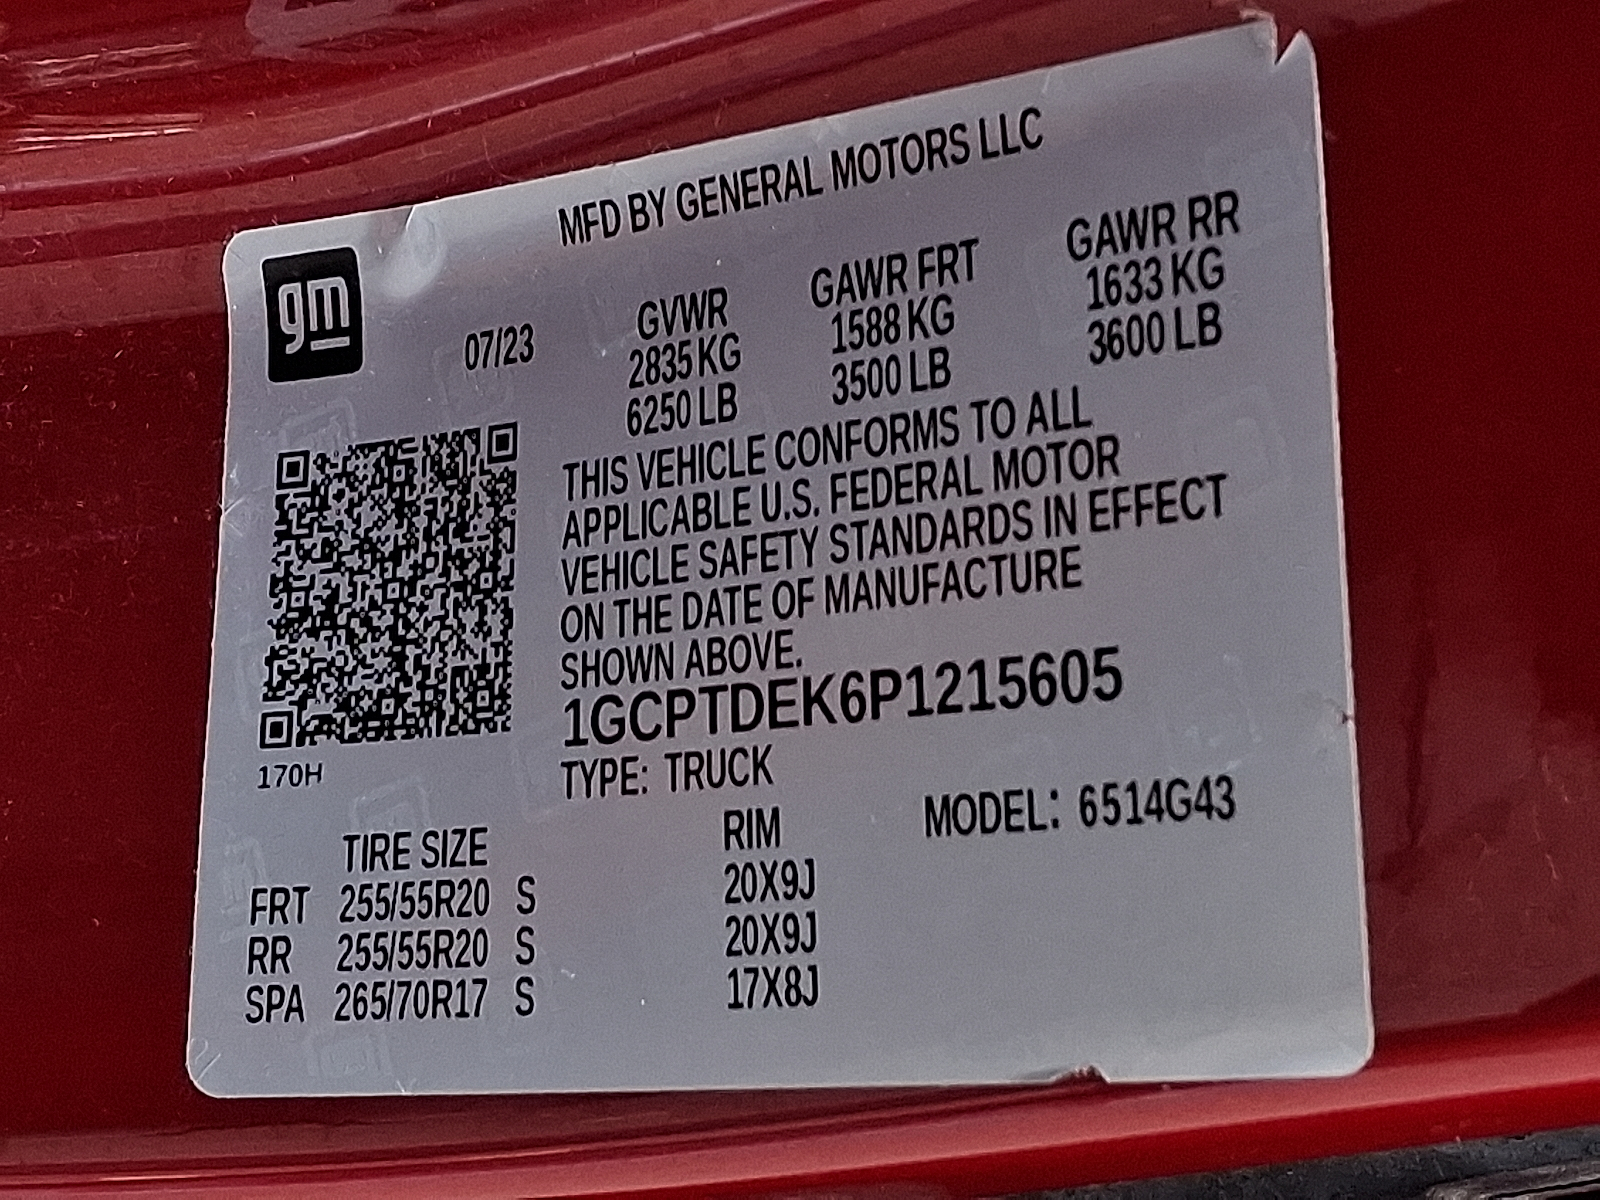 MFD BY GENERAL MOTORS LLC
gm
07/23
GVWR GAWR FRT GAWR RR
2835 KG 1588 KG 1633 KG
6250 LB 3500 LB 3600 LB
THIS VEHICLE CONFORMS TO ALL
APPLICABLE U.S. FEDERAL MOTOR
VEHICLE SAFETY STANDARDS IN EFFECT
ON THE DATE OF MANUFACTURE
SHOWN ABOVE.
1GCPTDEK6P1215605
170H
TYPE: TRUCK
MODEL: 6514G43
TIRE SIZE RIM
FRT 255/55R20 S 20X9J
RR 255/55R20 S 20X9J
SPA 265/70R17 S 17X8J